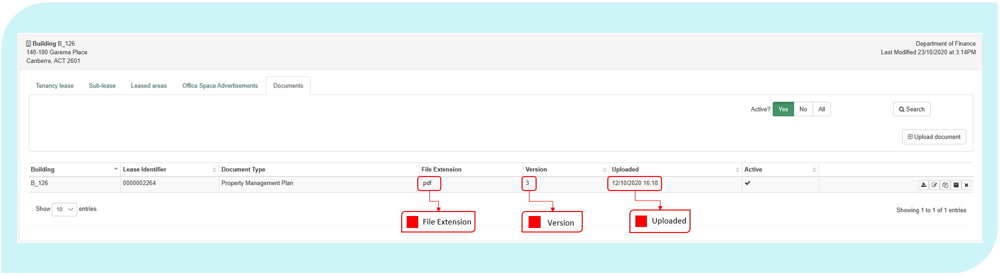 Building B_126
140-180 Garema Place
Canberra, ACT 2601
Department of Finance
Last Modified 23/10/2020 at 3:14PM
Tenancy lease Sub-lease Leased areas Office Space Advertisements Documents
Active? Yes No All Search
Upload document
Building Lease Identifier Document Type File Extension Version Uploaded Active
B_126 0000002264 Property Management Plan .pdf 3 12/10/2020 16:18
Show 10 entries
Showing 1 to 1 of 1 entries
File Extension
Version
Uploaded